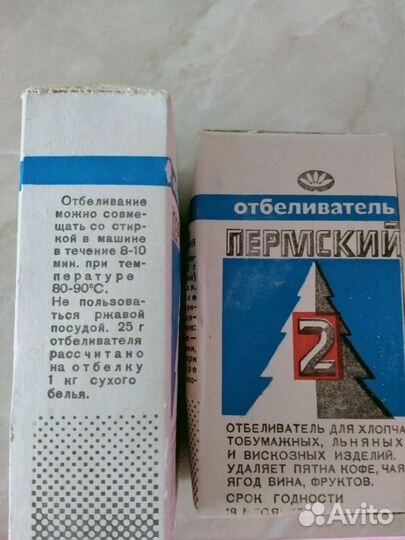 Отбеливание
можно совме-
щать со стир-
кой в машине
в течение 8-10
мин. при тем-
пературе
80-90°С.
Не пользова-
ться ржавой
посудой. 25 г
отбеливателя
рассчитано
на отбелку
1 кг сухого
белья.
отбеливатель
ПЕРМСКИЙ
2
ОТБЕЛИВАТЕЛЬ ДЛЯ ХЛОПЧА
ТОБУМАЖНЫХ, ЛЬНЯНЫХ
И ВИСКОЗНЫХ ИЗДЕЛИЙ.
УДАЛЯЕТ ПЯТНА КОФЕ, ЧАЯ
ЯГОД ВИНА, ФРУКТОВ.
СРОК ГОДНОСТИ
18
Avito